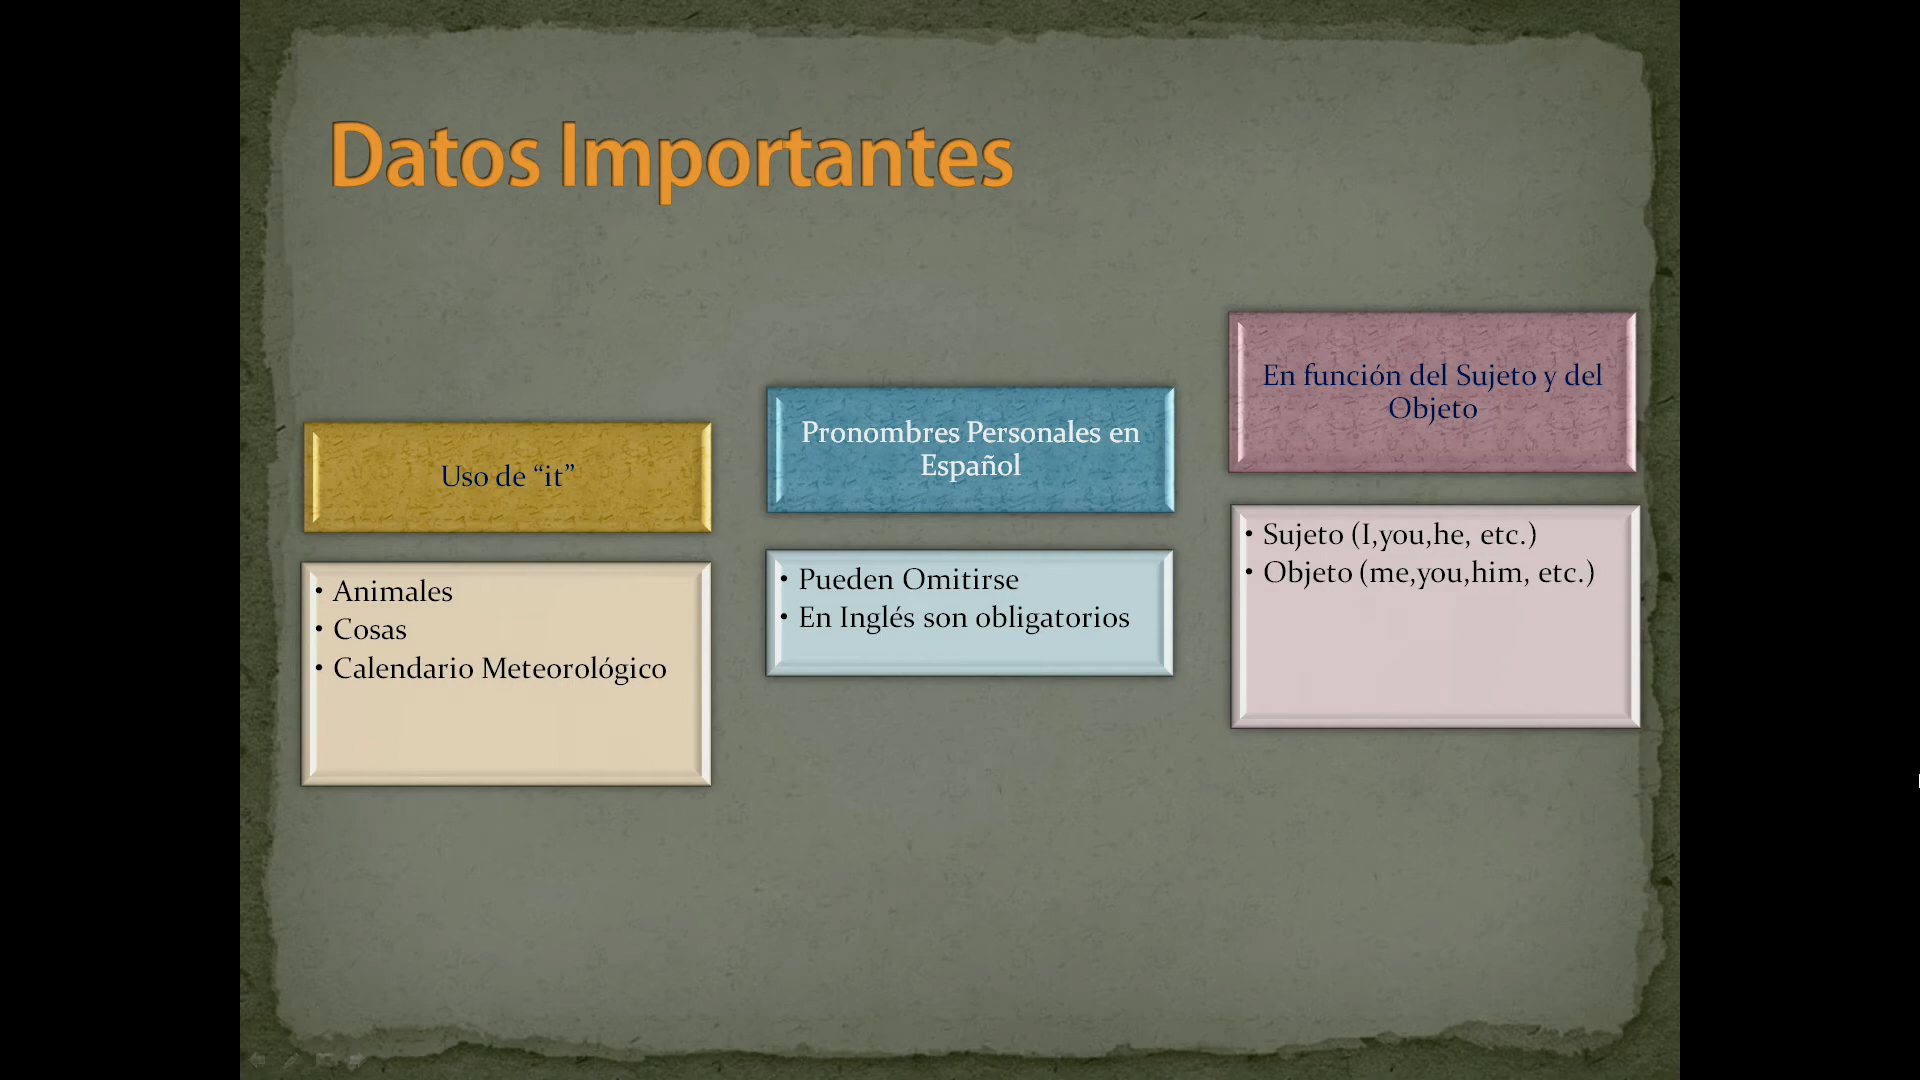 Datos Importantes
Uso de “it”
• Animales
• Cosas
• Calendario Meteorológico
Pronombres Personales en
Español
• Pueden Omitirse
• En Inglés son obligatorios
En función del Sujeto y del
Objeto
• Sujeto (I,you,he, etc.)
• Objeto (me,you,him, etc.)